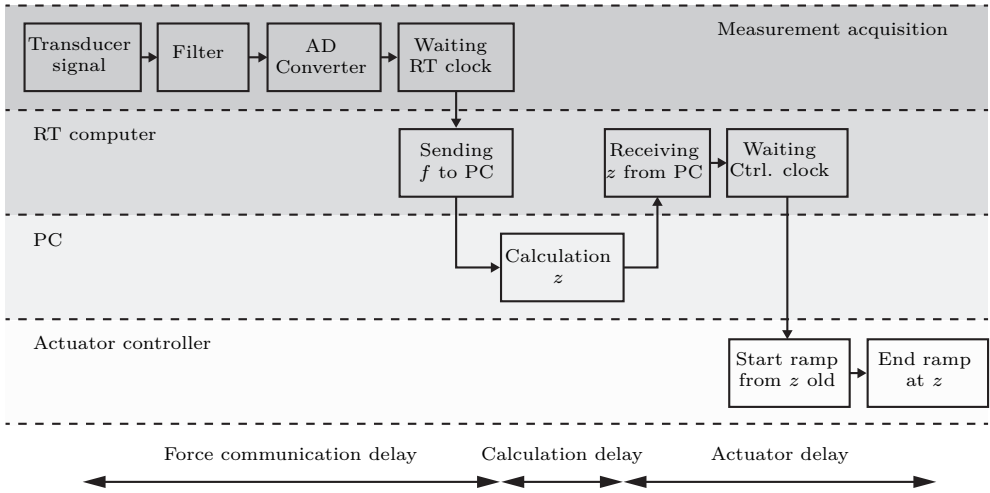 Measurement acquisition
Transducer
signal
Filter
AD
Converter
Waiting
RT clock
RT computer
Sending
f to PC
Receiving
z from PC
Waiting
Ctrl. clock
PC
Calculation
z
Actuator controller
Start ramp
from z old
End ramp
at z
Force communication delay
Calculation delay
Actuator delay